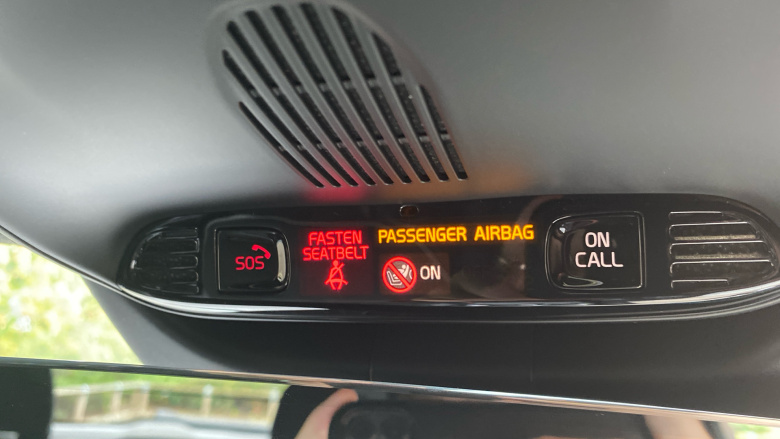 SOS
FASTEN
SEATBELT
PASSENGER AIRBAG
ON
ON
CALL